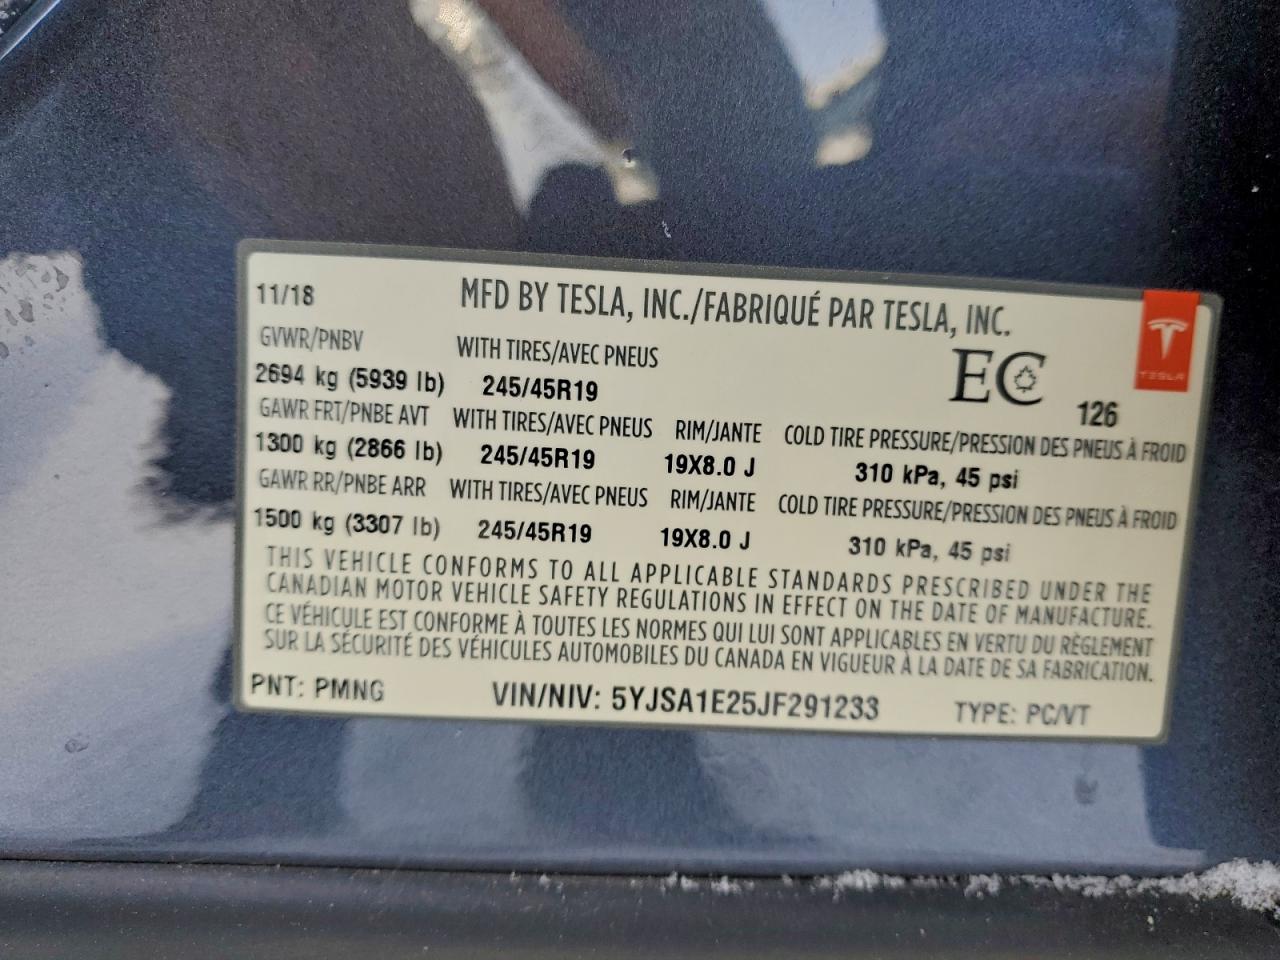 11/18 MFD BY TESLA, INC./FABRIQUÉ PAR TESLA, INC.
TESLA
GVWR/PNBV WITH TIRES/AVEC PNEUS
2694 kg (5939 lb) 245/45R19
EC 126
GAWR FRT/PNBE AVT WITH TIRES/AVEC PNEUS RIM/JANTE COLD TIRE PRESSURE/PRESSION DES PNEUS À FROID
1300 kg (2866 lb) 245/45R19 19X8.0 J 310 kPa, 45 psi
GAWR RR/PNBE ARR WITH TIRES/AVEC PNEUS RIM/JANTE COLD TIRE PRESSURE/PRESSION DES PNEUS À FROID
1500 kg (3307 lb) 245/45R19 19X8.0 J 310 kPa, 45 psi
THIS VEHICLE CONFORMS TO ALL APPLICABLE STANDARDS PRESCRIBED UNDER THE
CANADIAN MOTOR VEHICLE SAFETY REGULATIONS IN EFFECT ON THE DATE OF MANUFACTURE.
CE VÉHICULE EST CONFORME À TOUTES LES NORMES QUI LUI SONT APPLICABLES EN VERTU DU RÈGLEMENT
SUR LA SÉCURITÉ DES VÉHICULES AUTOMOBILES DU CANADA EN VIGUEUR À LA DATE DE SA FABRICATION.
PNT: PMNG VIN/NIV: 5YJSA1E25JF291233 TYPE: PC/VT